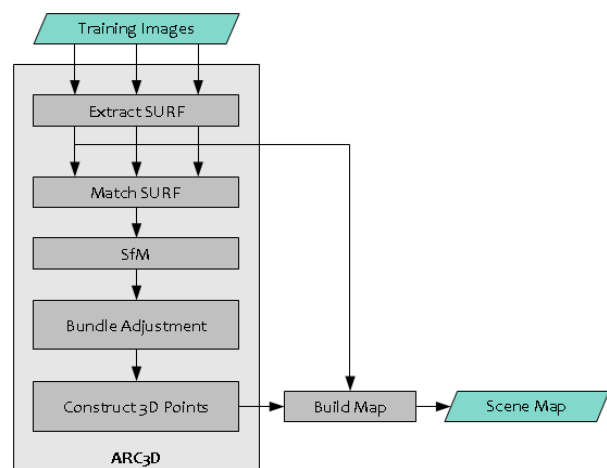 Training Images
Extract SURF
Match SURF
SfM
Bundle Adjustment
Construct 3D Points
Build Map
Scene Map
ARC3D